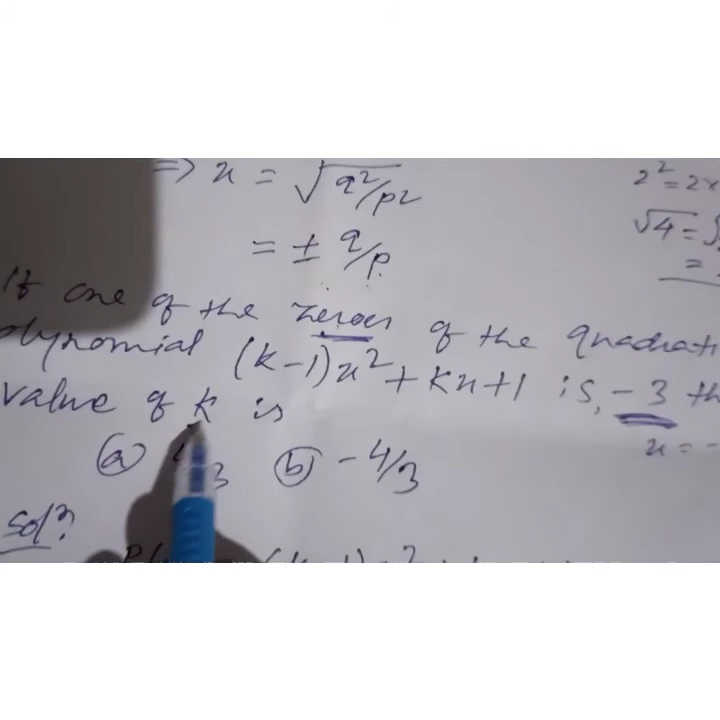 => x = √q²/p²
= ± q/p
2² = 2x
√4 =
=
If one of the zeroes of the quadrati
olynomial (k-1)x² + kx+1 is, -3 th
value of k is
x = -
(a) 3 (b) -4/3
Sol?